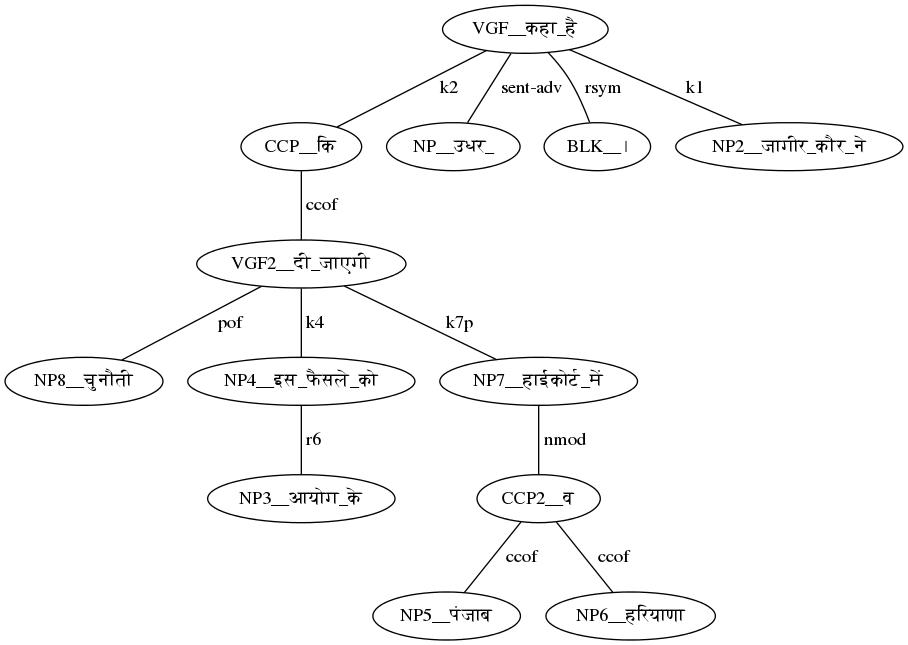 VGF__कहा_है
k2
sent-adv
rsym
k1
CCP__कि
NP__उधर_
BLK__।
NP2__जागीर_कौर_ने
ccof
VGF2__दी_जाएगी
pof
k4
k7p
NP8__चुनौती
NP4__इस_फैसले_को
NP7__हाईकोर्ट_में
r6
nmod
NP3__आयोग_के
CCP2__व
ccof
ccof
NP5__पंजाब
NP6__हरियाणा